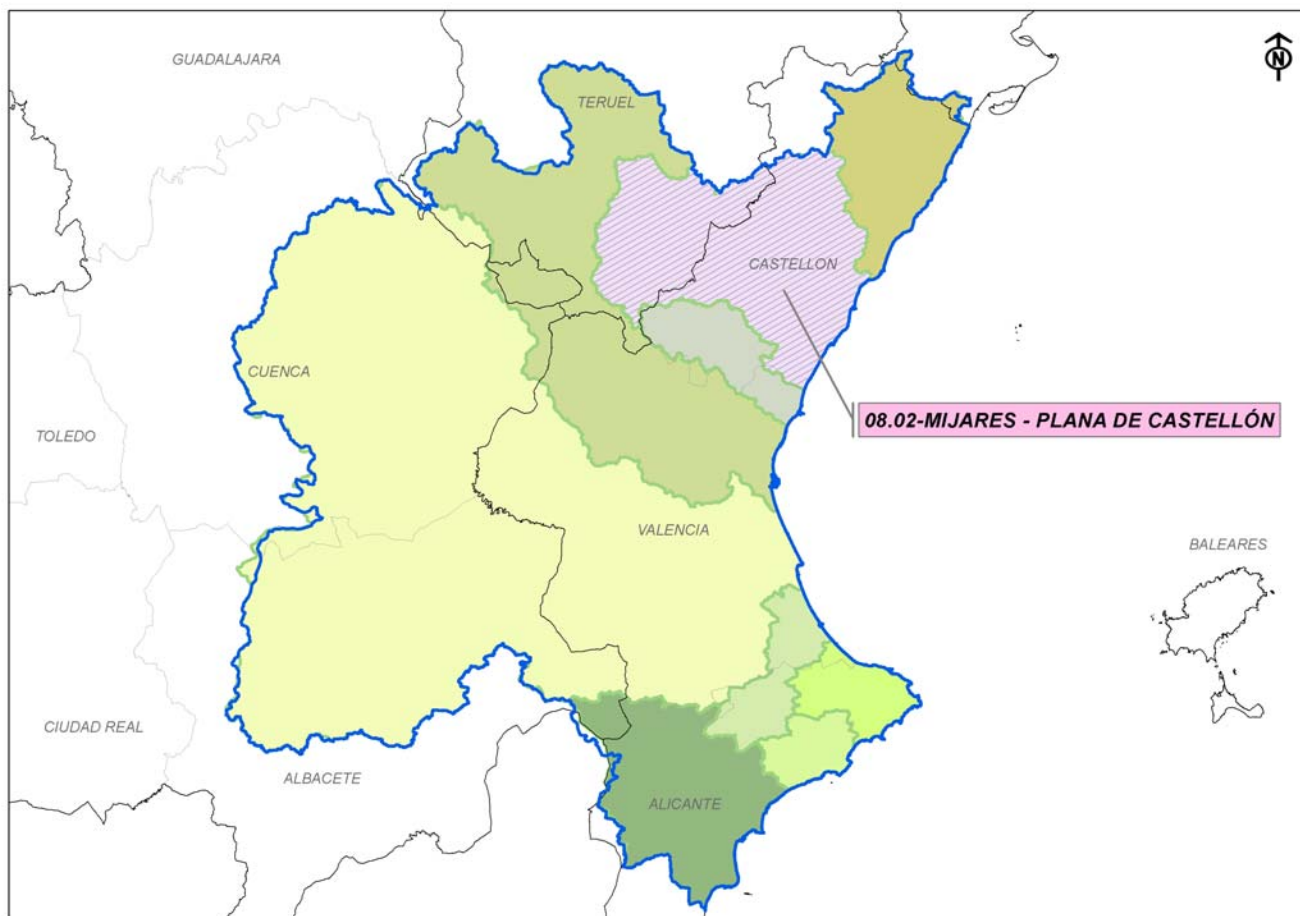 GUADALAJARA
N
TERUEL
CASTELLON
CUENCA
08.02-MIJARES - PLANA DE CASTELLÓN
TOLEDO
VALENCIA
BALEARES
CIUDAD REAL
ALBACETE
ALICANTE